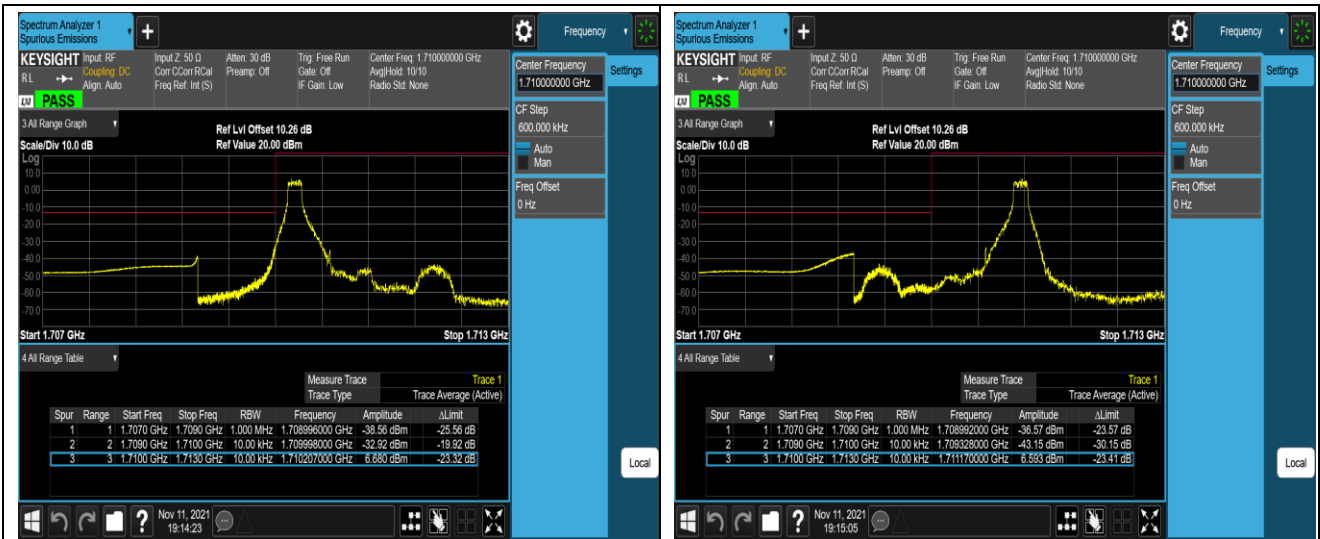 Spectrum Analyzer 1
Spurious Emissions
+
Frequency
KEYSIGHT Input: RF Input Z: 50 Ω Atten: 30 dB Trig: Free Run Center Freq: 1.710000000 GHz
RL Coupling: DC Corr CCorr RCal Preamp: Off Gate: Off Avg|Hold: 10/10
Align: Auto Freq Ref: Int (S) IF Gain: Low Radio Std: None
LXI PASS
Center Frequency
1.710000000 GHz
Settings
CF Step
600.000 kHz
Auto
Man
Freq Offset
0 Hz
3 All Range Graph
Ref Lvl Offset 10.26 dB
Scale/Div 10.0 dB Ref Value 20.00 dBm
Log
10.0
0.00
-10.0
-20.0
-30.0
-40.0
-50.0
-60.0
-70.0
Start 1.707 GHz Stop 1.713 GHz
4 All Range Table
Measure Trace Trace 1
Trace Type Trace Average (Active)
Spur Range Start Freq Stop Freq RBW Frequency Amplitude ΔLimit
1 1 1.7070 GHz 1.7090 GHz 1.000 MHz 1.708996000 GHz -38.56 dBm -25.56 dB
2 2 1.7090 GHz 1.7100 GHz 10.00 kHz 1.709998000 GHz -32.92 dBm -19.92 dB
3 3 1.7100 GHz 1.7130 GHz 10.00 kHz 1.710207000 GHz 6.680 dBm -23.32 dB
Local
?
Nov 11, 2021
19:14:23
Spectrum Analyzer 1
Spurious Emissions
+
Frequency
KEYSIGHT Input: RF Input Z: 50 Ω Atten: 30 dB Trig: Free Run Center Freq: 1.710000000 GHz
RL Coupling: DC Corr CCorr RCal Preamp: Off Gate: Off Avg|Hold: 10/10
Align: Auto Freq Ref: Int (S) IF Gain: Low Radio Std: None
LXI PASS
Center Frequency
1.710000000 GHz
Settings
CF Step
600.000 kHz
Auto
Man
Freq Offset
0 Hz
3 All Range Graph
Ref Lvl Offset 10.26 dB
Scale/Div 10.0 dB Ref Value 20.00 dBm
Log
10.0
0.00
-10.0
-20.0
-30.0
-40.0
-50.0
-60.0
-70.0
Start 1.707 GHz Stop 1.713 GHz
4 All Range Table
Measure Trace Trace 1
Trace Type Trace Average (Active)
Spur Range Start Freq Stop Freq RBW Frequency Amplitude ΔLimit
1 1 1.7070 GHz 1.7090 GHz 1.000 MHz 1.708992000 GHz -36.57 dBm -23.57 dB
2 2 1.7090 GHz 1.7100 GHz 10.00 kHz 1.709328000 GHz -43.15 dBm -30.15 dB
3 3 1.7100 GHz 1.7130 GHz 10.00 kHz 1.711170000 GHz 6.593 dBm -23.41 dB
Local
?
Nov 11, 2021
19:15:05